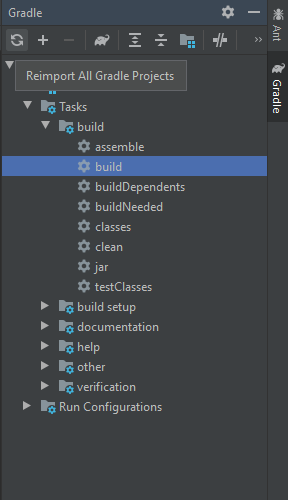 Gradle
Reimport All Gradle Projects
Tasks
build
assemble
build
buildDependents
buildNeeded
classes
clean
jar
testClasses
build setup
documentation
help
other
verification
Run Configurations
Ant
Gradle